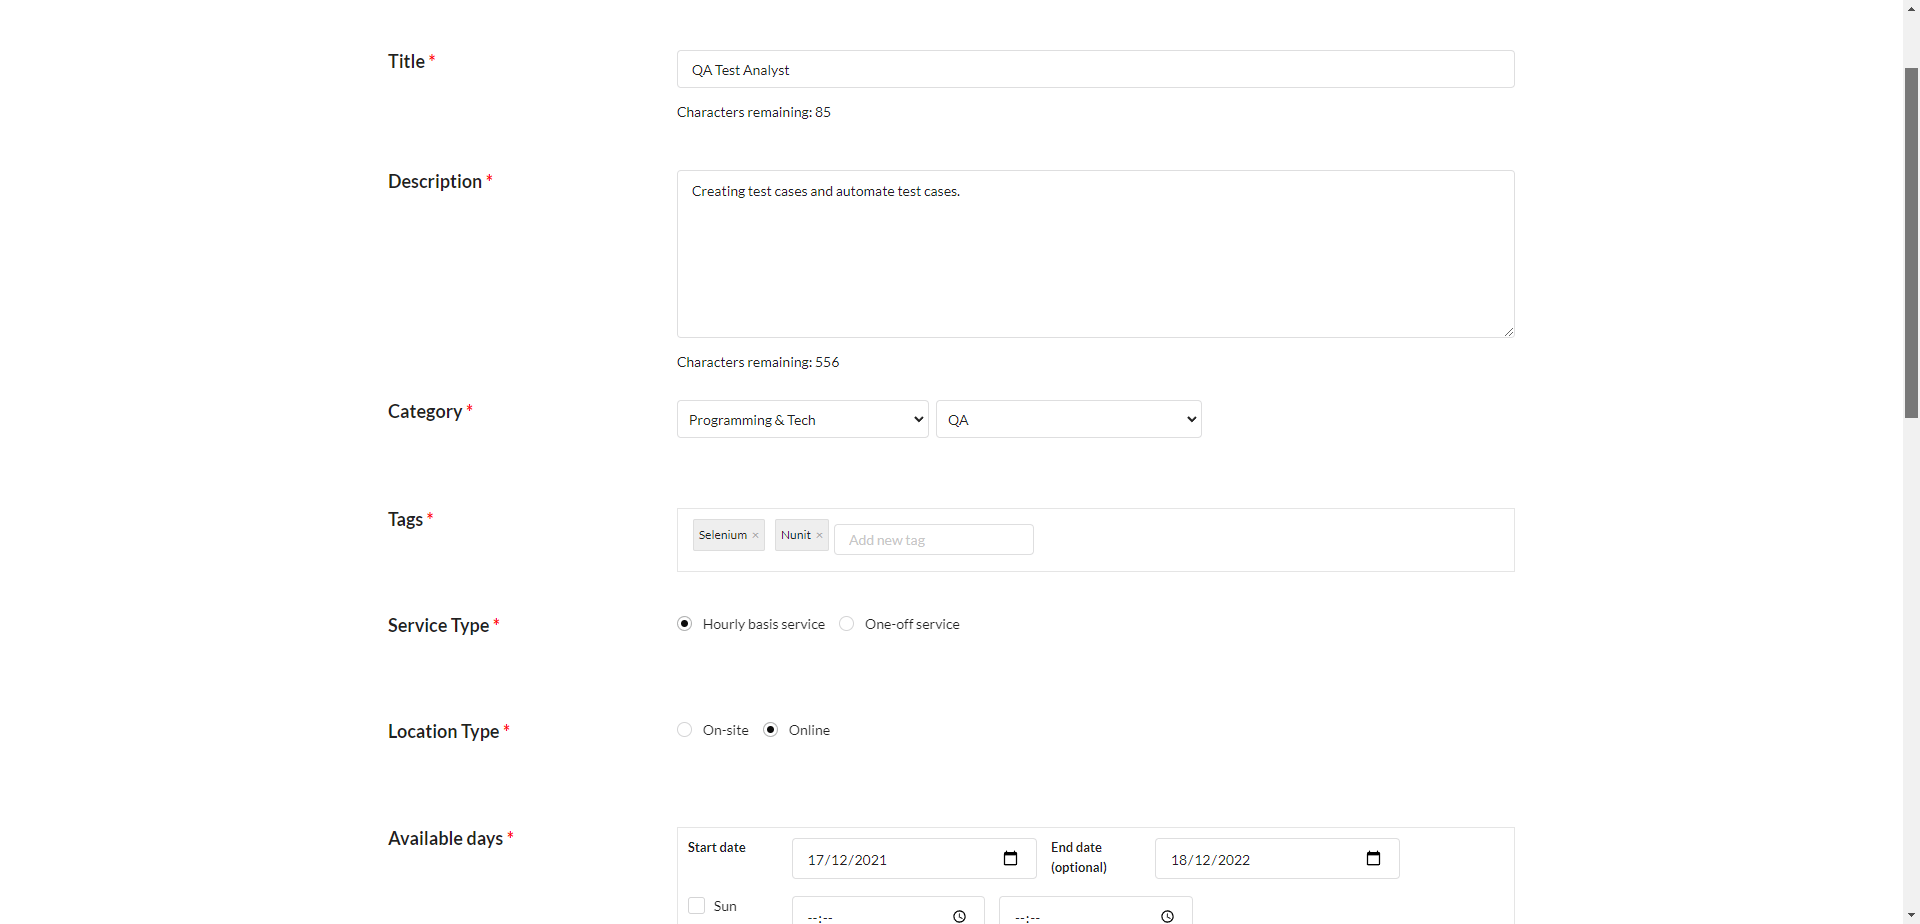 Title *
QA Test Analyst
Characters remaining: 85
Description *
Creating test cases and automate test cases.
Characters remaining: 556
Category *
Programming & Tech
QA
Tags *
Selenium ×
Nunit ×
Add new tag
Service Type *
Hourly basis service
One-off service
Location Type *
On-site
Online
Available days *
Start date
17/12/2021
End date
(optional)
18/12/2022
Sun
--:--
--:--